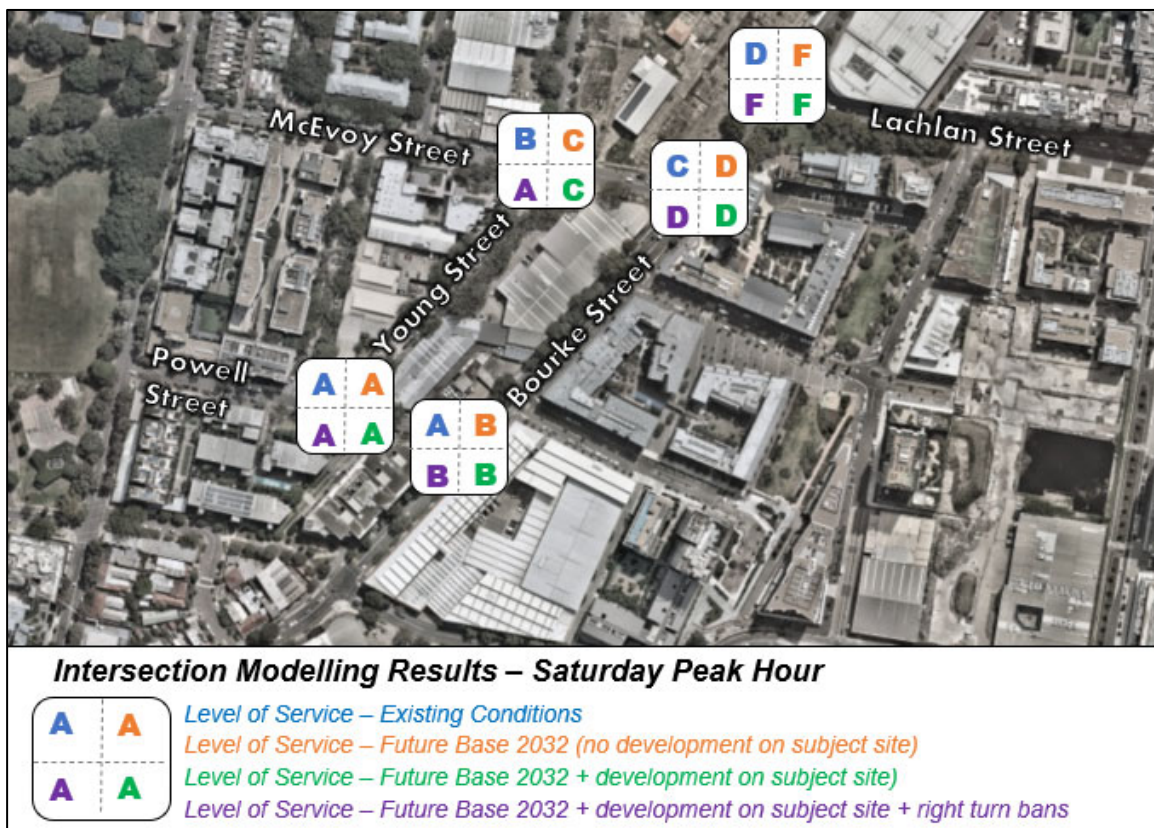 D F
F F
Lachlan Street
McEvoy Street
B C
A C
C D
D D
Young Street
Bourke Street
Powell
Street
A A
A A
A B
B B
Intersection Modelling Results – Saturday Peak Hour
A A
A A
Level of Service – Existing Conditions
Level of Service – Future Base 2032 (no development on subject site)
Level of Service – Future Base 2032 + development on subject site)
Level of Service – Future Base 2032 + development on subject site + right turn bans